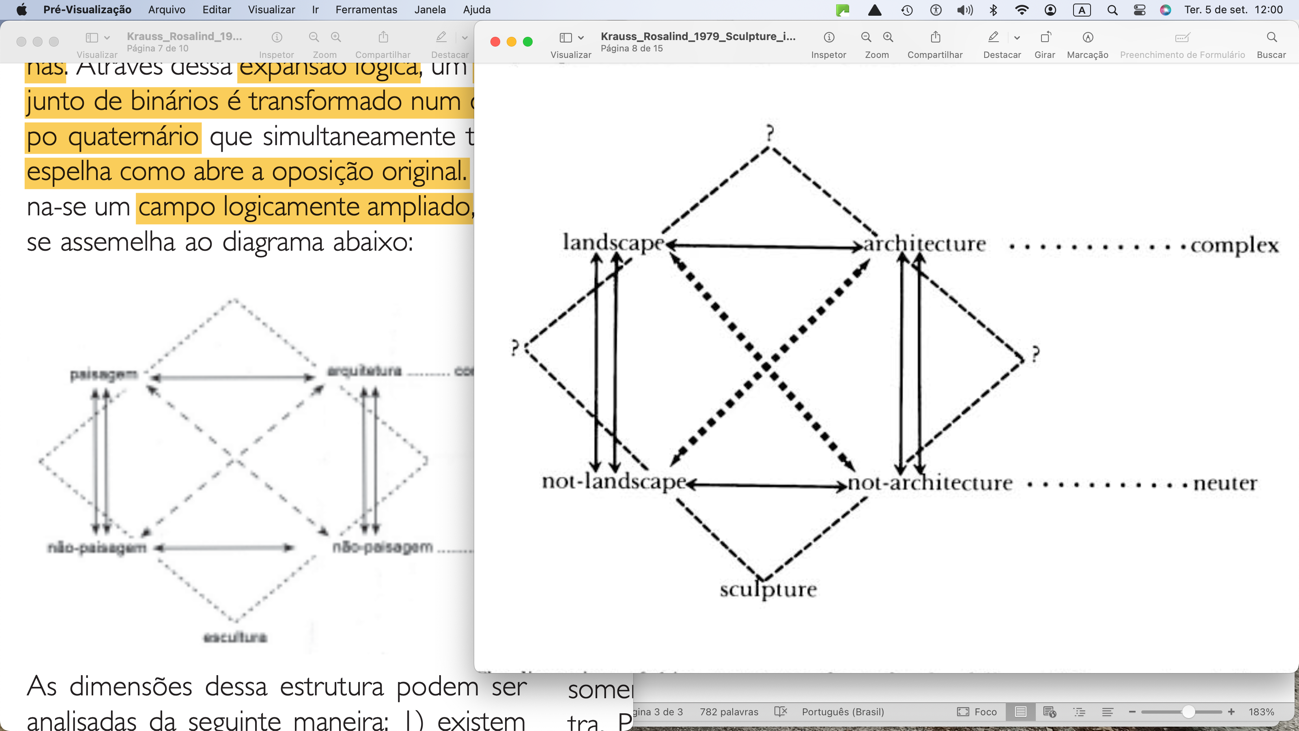 Pré-Visualização Arquivo Editar Visualizar Ir Ferramentas Janela Ajuda
A Ter. 5 de set. 12:00
Krauss_Rosalind_19...
Página 7 de 10
Visualizar Inspetor Zoom Compartilhar Destacar
nas. Através dessa expansão lógica, um
junto de binários é transformado num
po quaternário que simultaneamente
espelha como abre a oposição original.
na-se um campo logicamente ampliado,
se assemelha ao diagrama abaixo:
paisagem arquitetura ......... co
não-paisagem não-paisagem .........
escultura
As dimensões dessa estrutura podem ser
analisadas da seguinte maneira: 1) existem
somen
tra. P
Krauss_Rosalind_1979_Sculpture_i...
Página 8 de 15
Visualizar Inspetor Zoom Compartilhar Destacar Girar Marcação Preenchimento de Formulário Buscar
?
landscape architecture ............ complex
? ?
not-landscape not-architecture ........... neuter
sculpture
gina 3 de 3 782 palavras Português (Brasil) Foco 183%